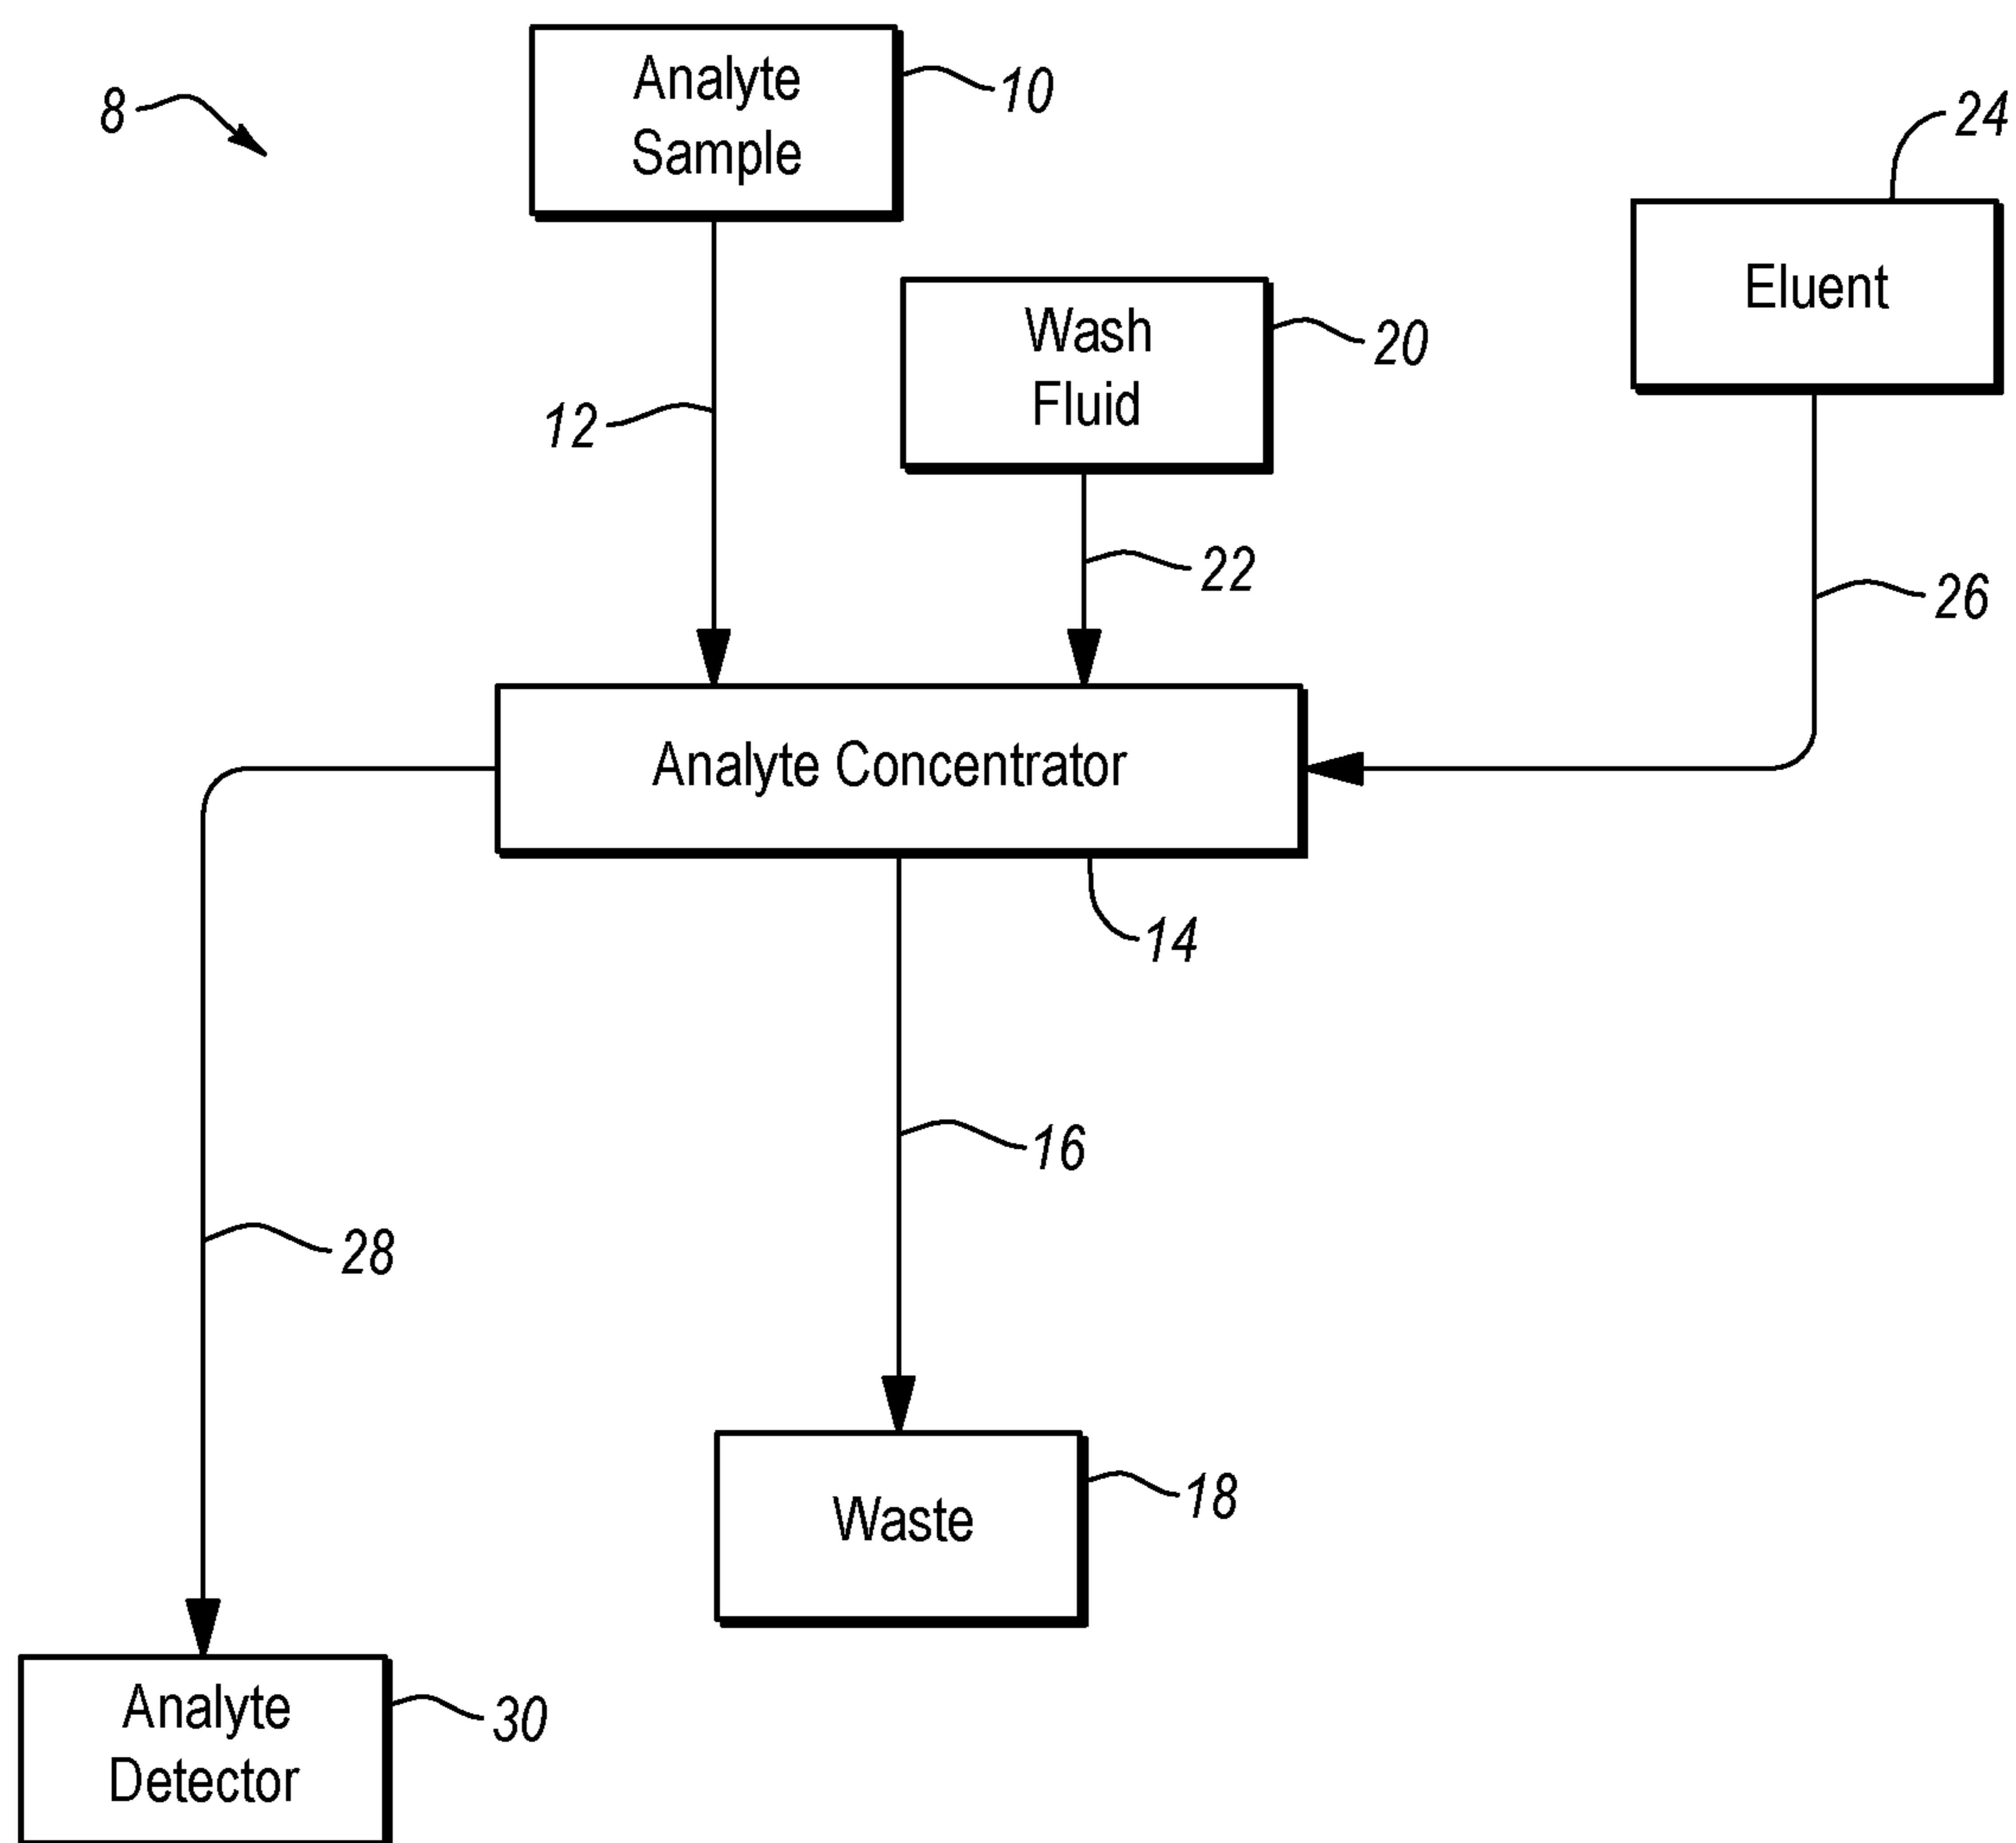 8
Analyte
Sample
10
24
Eluent
Wash
Fluid
20
12
22
26
Analyte Concentrator
14
16
28
Waste
18
Analyte
Detector
30